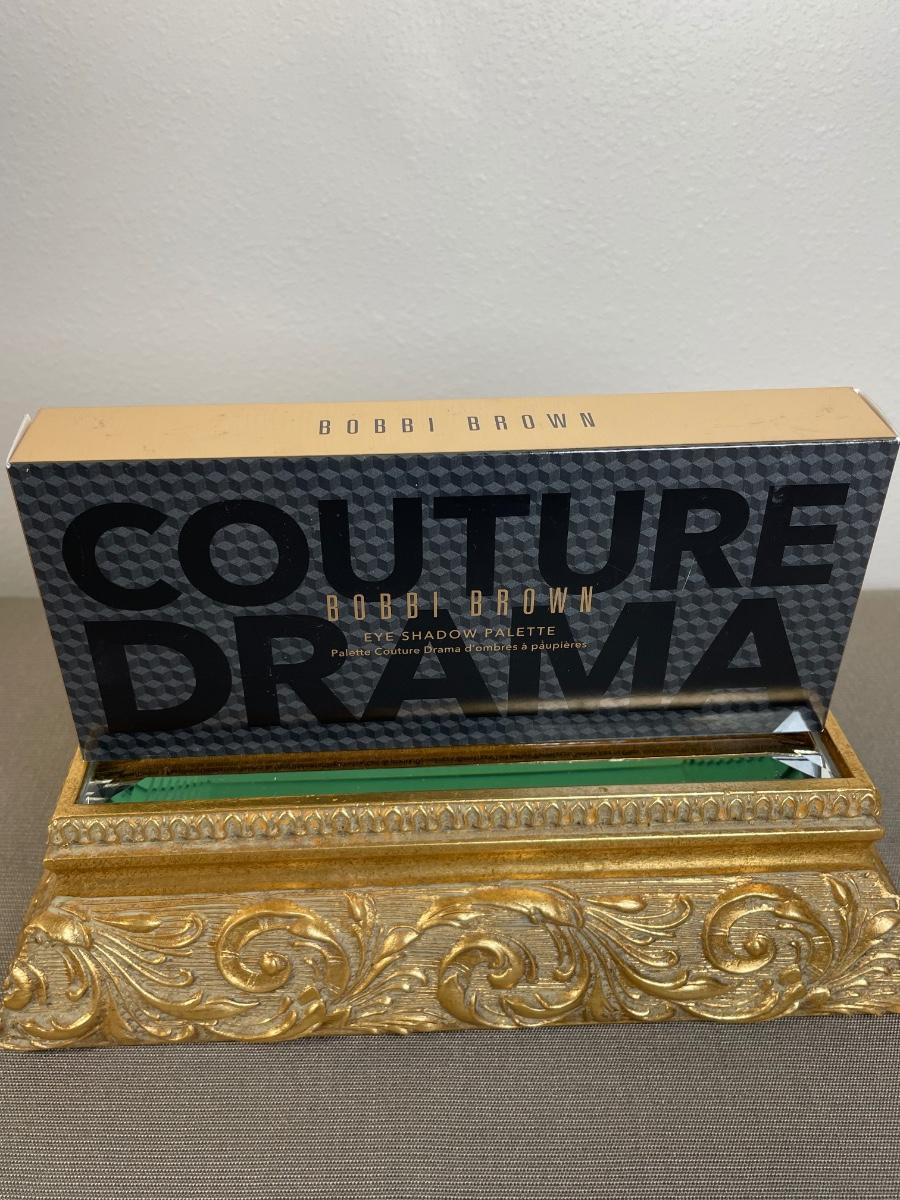 BOBBI BROWN
COUTURE
BOBBI BROWN
EYE SHADOW PALETTE
Palette Couture Drama d'ombres à paupières
DRAMA